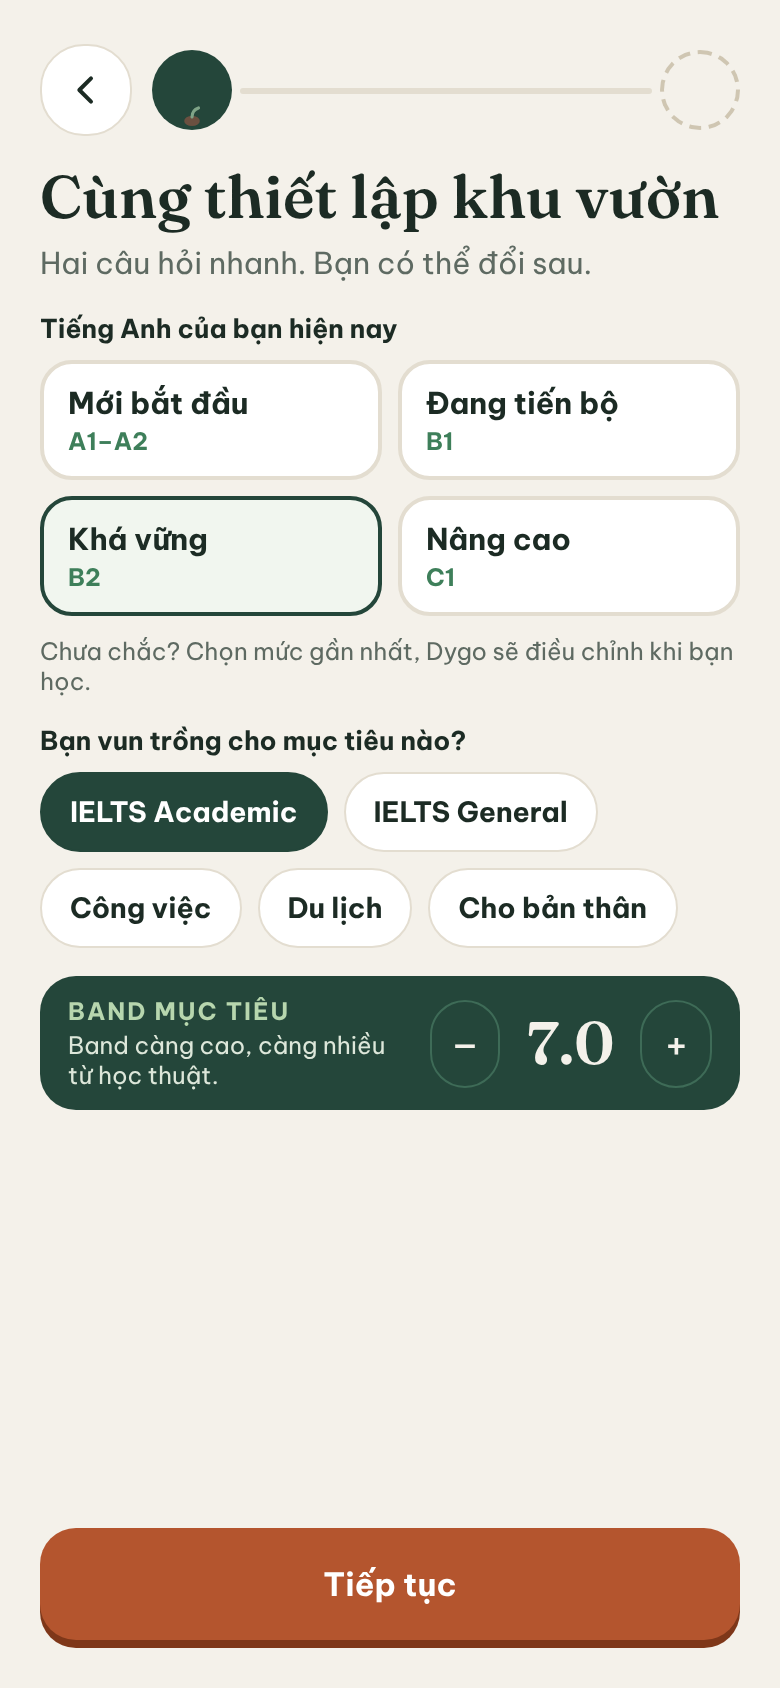 Cùng thiết lập khu vườn
Hai câu hỏi nhanh. Bạn có thể đổi sau.
Tiếng Anh của bạn hiện nay
Mới bắt đầu
A1–A2
Đang tiến bộ
B1
Khá vững
B2
Nâng cao
C1
Chưa chắc? Chọn mức gần nhất, Dygo sẽ điều chỉnh khi bạn
học.
Bạn vun trồng cho mục tiêu nào?
IELTS Academic
IELTS General
Công việc
Du lịch
Cho bản thân
BAND MỤC TIÊU
Band càng cao, càng nhiều
từ học thuật.
– 7.0 +
Tiếp tục